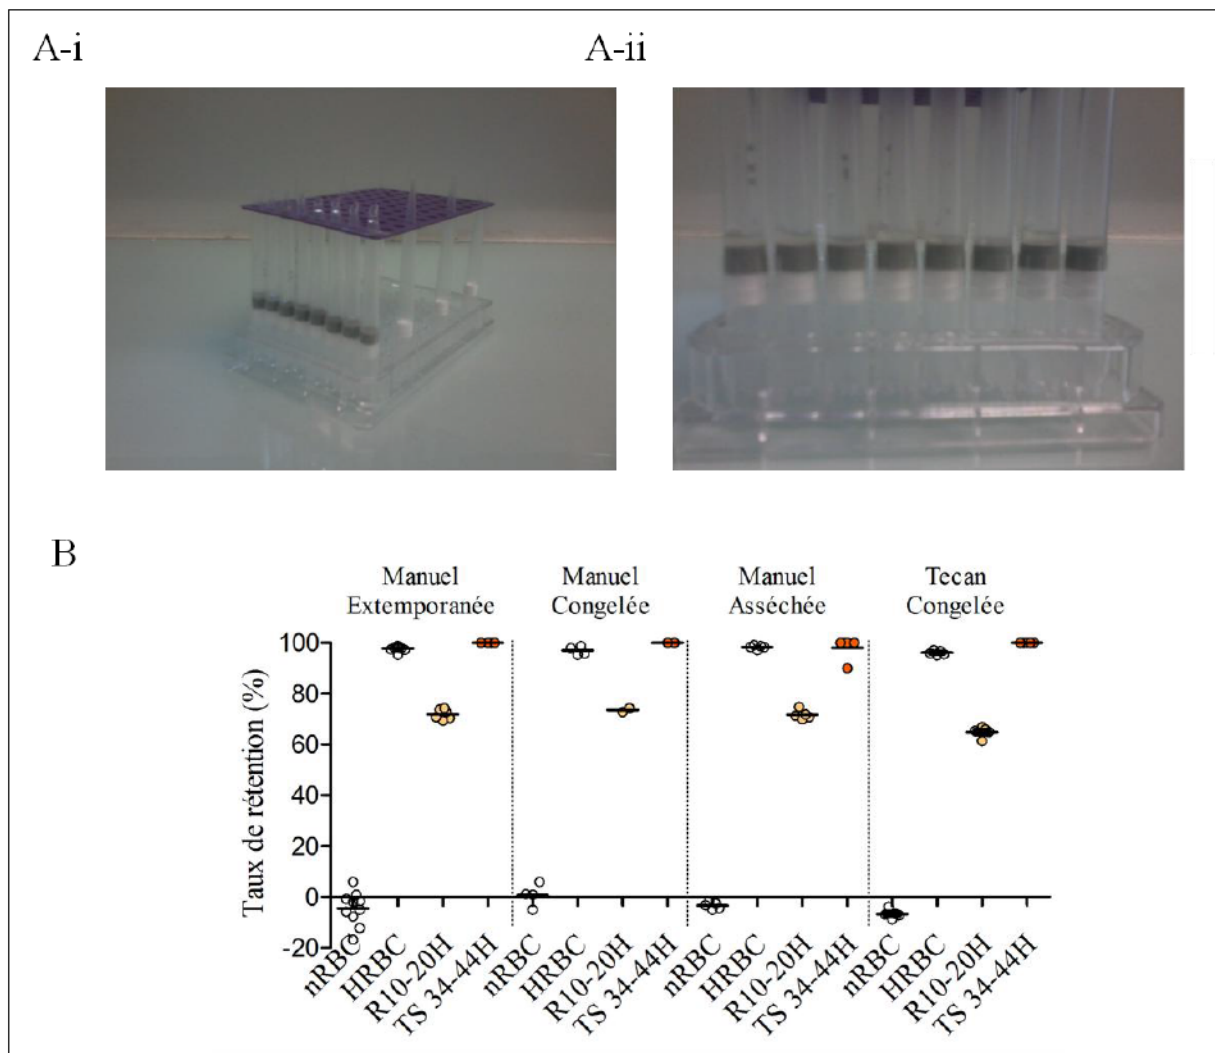 A-i
A-ii
B
Manuel
Extemporanée
Manuel
Congelée
Manuel
Asséchée
Tecan
Congelée
Taux de rétention (%)
100
80
60
40
20
0
-20
nRBC
HRBC
R10-20H
TS 34-44H
nRBC
HRBC
R10-20H
TS 34-44H
nRBC
HRBC
R10-20H
TS 34-44H
nRBC
HRBC
R10-20H
TS 34-44H